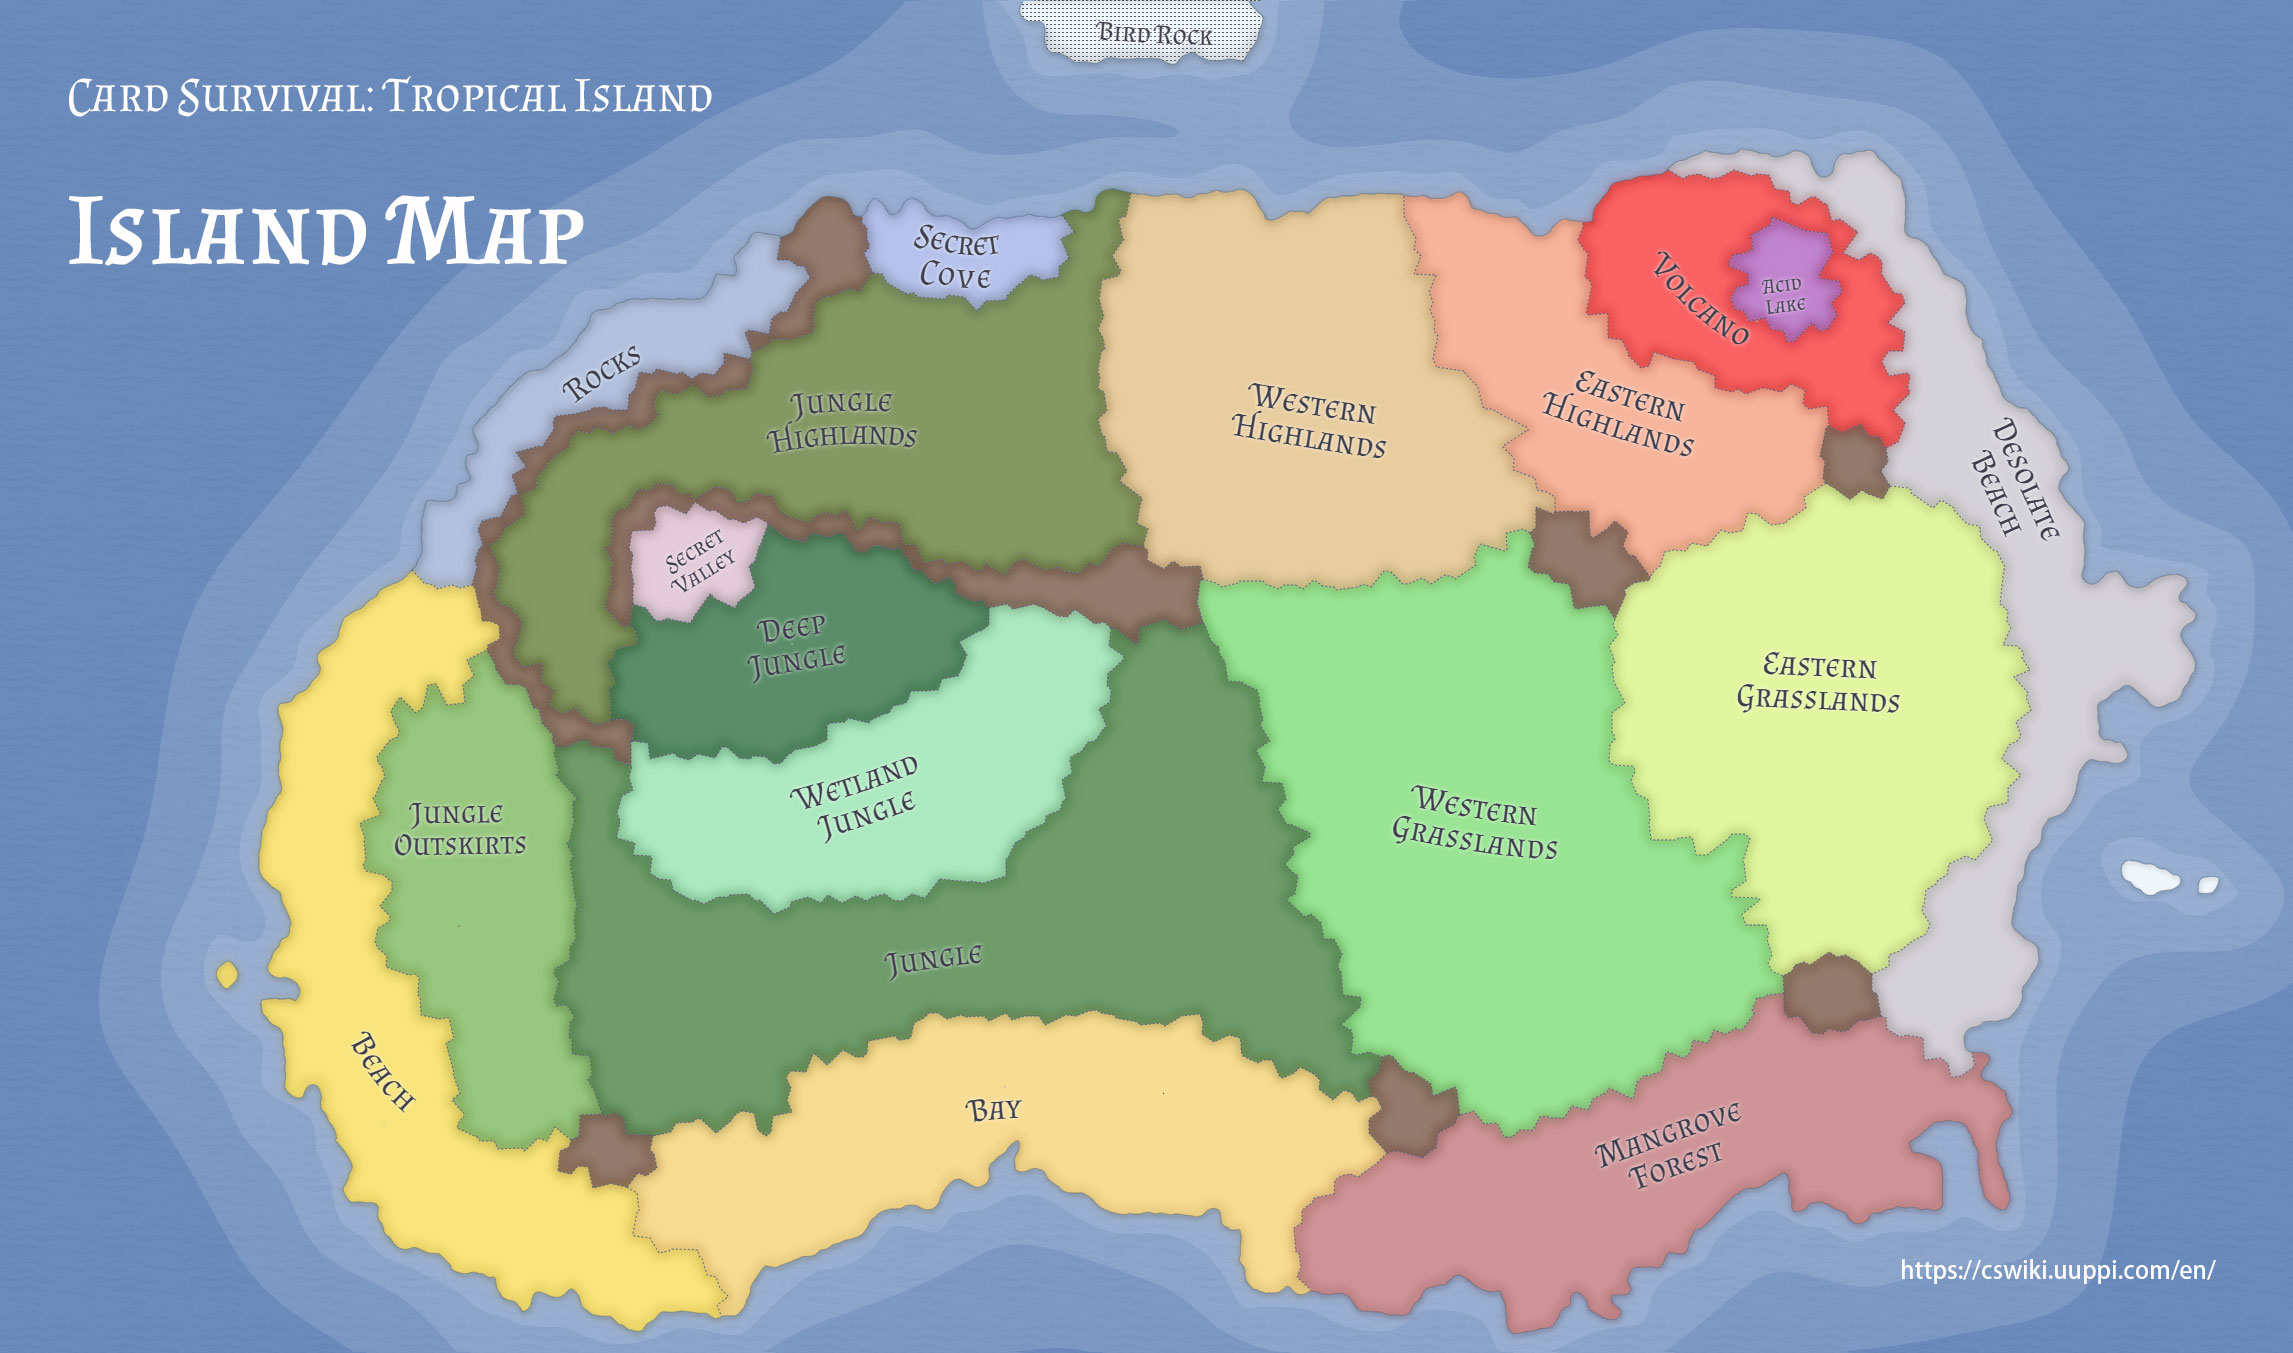 Bird Rock
Card Survival: Tropical Island
Island Map
Secret
Cove
Volcano
Acid
Lake
Rocks
Jungle
Highlands
Western
Highlands
Eastern
Highlands
Desolate
Beach
Secret
Valley
Deep
Jungle
Eastern
Grasslands
Wetland
Jungle
Jungle
Outskirts
Western
Grasslands
Jungle
Beach
Bay
Mangrove
Forest
https://cswiki.uuppi.com/en/